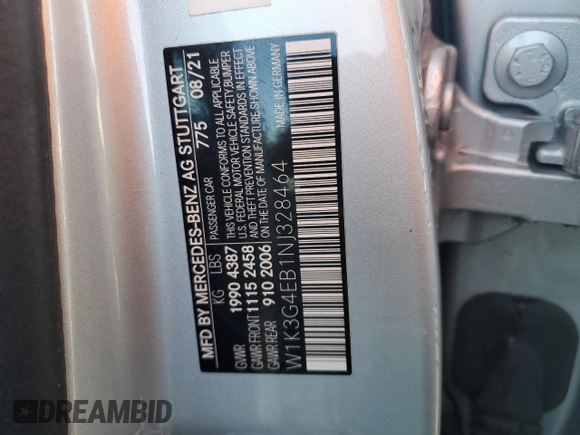 MFD BY MERCEDES-BENZ AG STUTTGART
775 08/21
PASSENGER CAR
THIS VEHICLE CONFORMS TO ALL APPLICABLE
U.S. FEDERAL MOTOR VEHICLE SAFETY, BUMPER
AND THEFT PREVENTION STANDARDS IN EFFECT
ON THE DATE OF MANUFACTURE SHOWN ABOVE
KG LBS
GVWR 1990 4387
GAWR FRONT 1115 2458
GAWR REAR 910 2006
MADE IN GERMANY
W1K3G4EB1NJ328464
DREAMBID